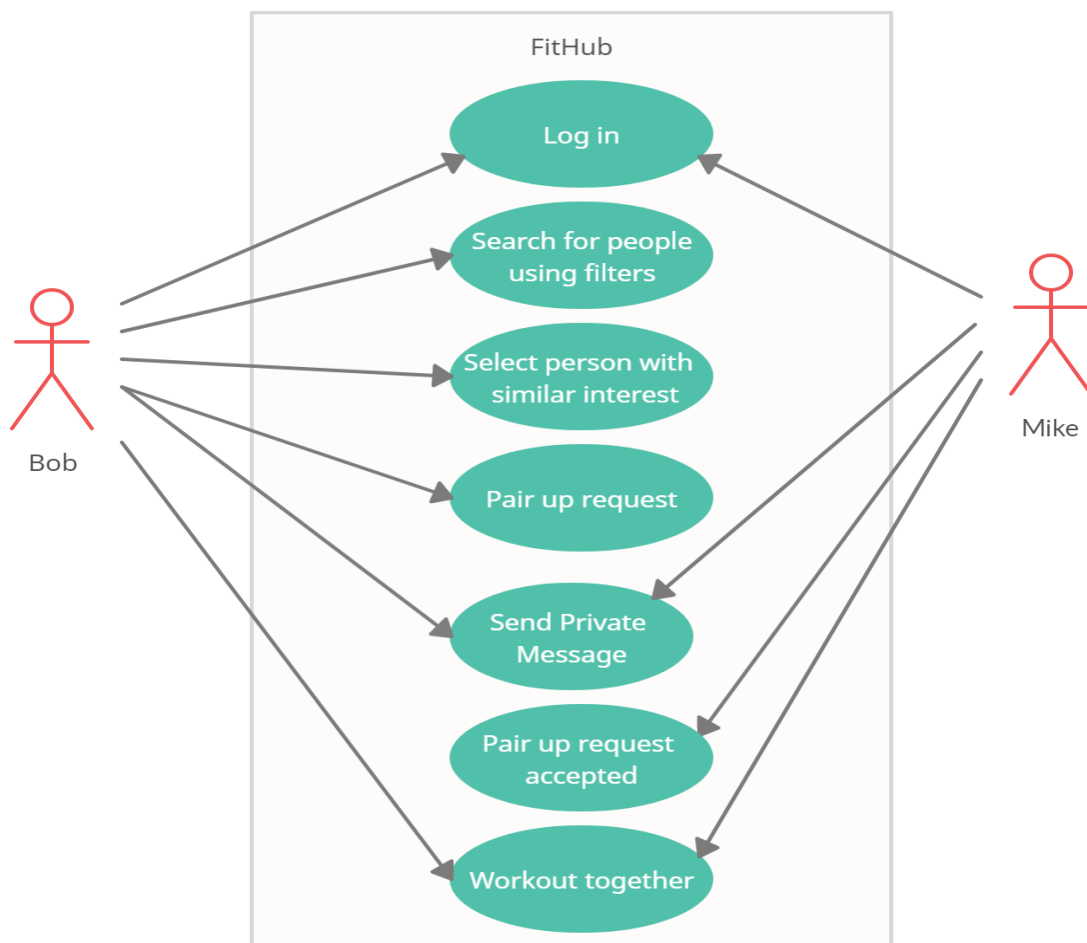 FitHub
Log in
Search for people
using filters
Select person with
similar interest
Pair up request
Send Private
Message
Pair up request
accepted
Workout together
Bob
Mike